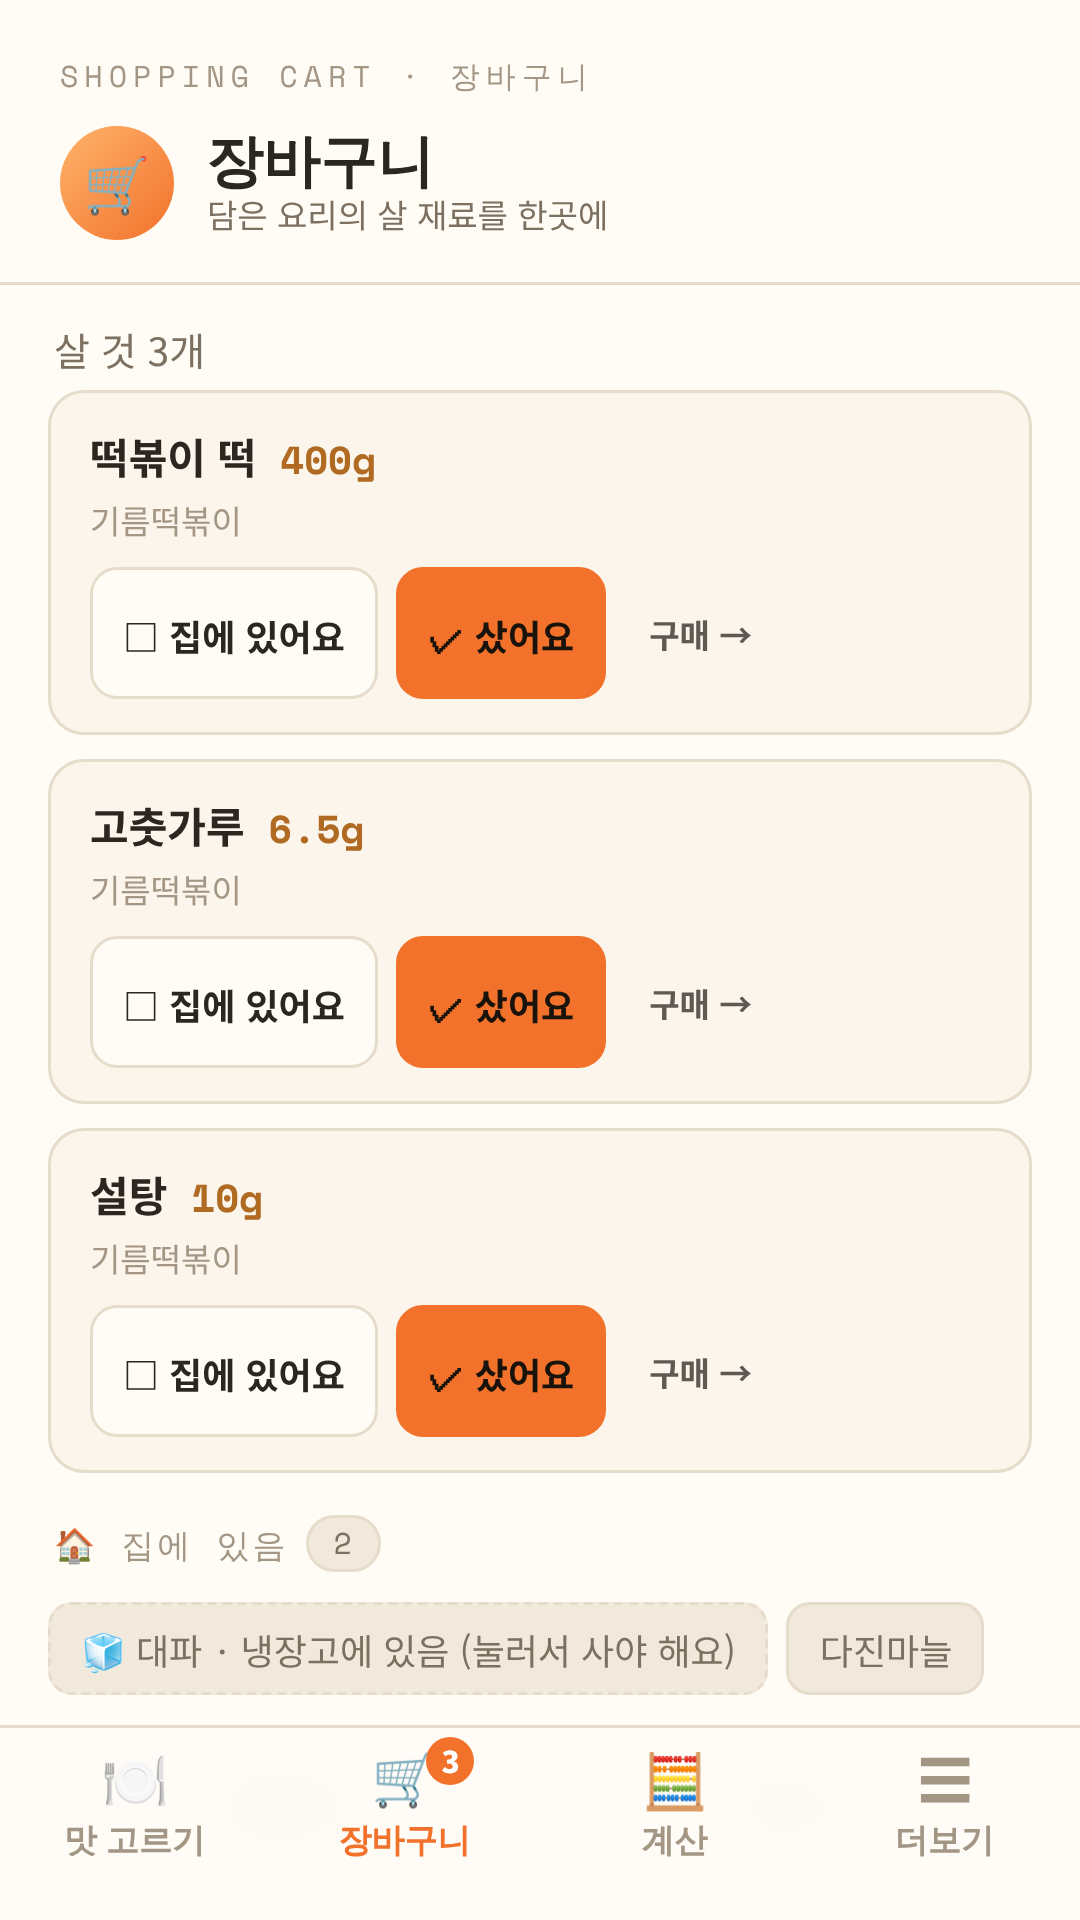 SHOPPING CART · 장바구니
장바구니
담은 요리의 살 재료를 한곳에
살 것 3개
떡볶이 떡 400g
기름떡볶이
□ 집에 있어요 ✓ 샀어요 구매 →
고춧가루 6.5g
기름떡볶이
□ 집에 있어요 ✓ 샀어요 구매 →
설탕 10g
기름떡볶이
□ 집에 있어요 ✓ 샀어요 구매 →
🏠 집에 있음 2
🧊 대파 · 냉장고에 있음 (눌러서 사야 해요) 다진마늘
3
맛 고르기 장바구니 계산 더보기